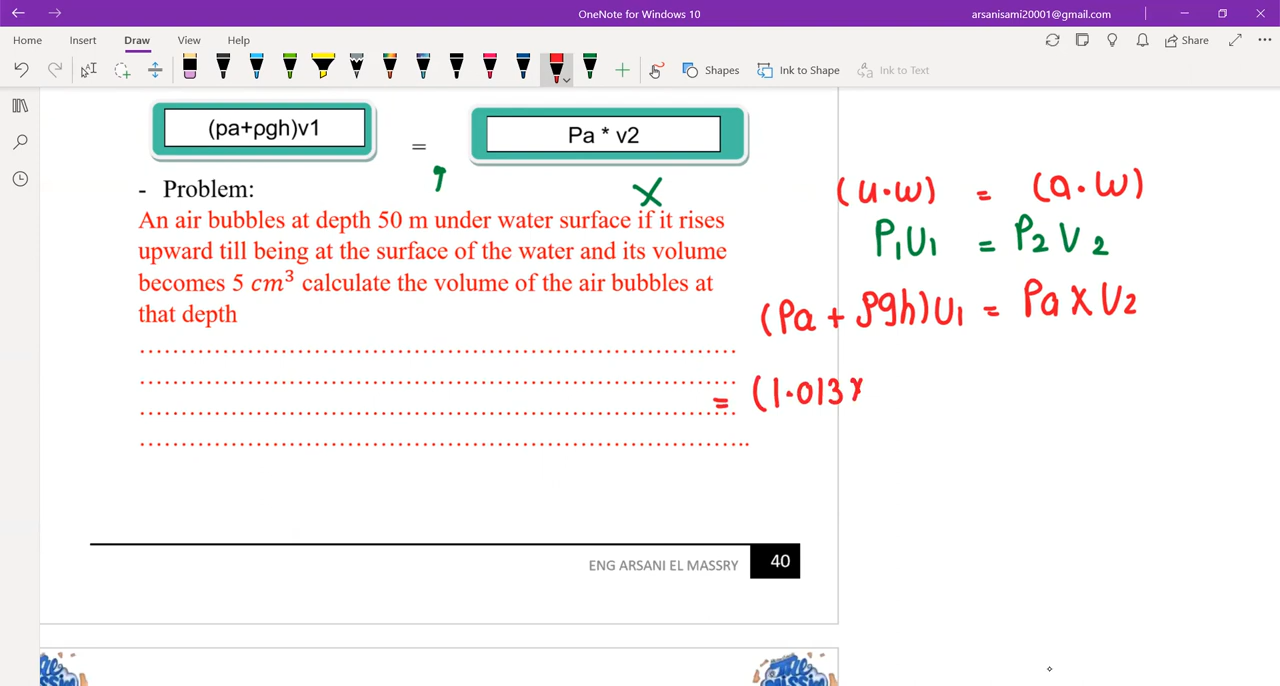 OneNote for Windows 10
arsanisami20001@gmail.com
Home Insert Draw View Help
Share
Shapes
Ink to Shape
Ink to Text
(pa+ρgh)v1 = Pa * v2
- Problem:
An air bubbles at depth 50 m under water surface if it rises
upward till being at the surface of the water and its volume
becomes 5 cm³ calculate the volume of the air bubbles at
that depth
(u.w) = (a.w)
P₁U₁ = P₂V₂
(Pa + ρgh)U₁ = Pa X V₂
= (1.013 x
ENG ARSANI EL MASSRY 40